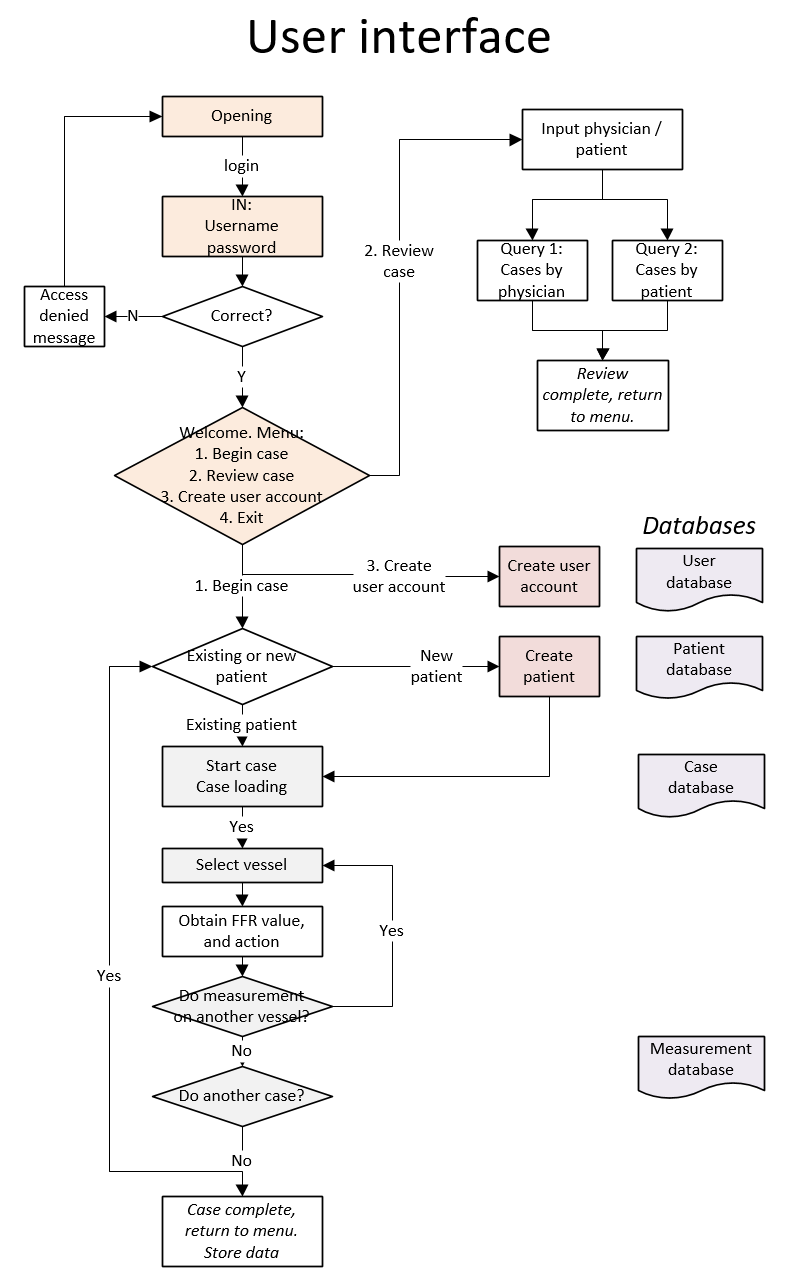 User interface
Opening
login
IN:
Username
password
Correct?
N
Access
denied
message
Y
Welcome. Menu:
1. Begin case
2. Review case
3. Create user account
4. Exit
2. Review
case
Input physician /
patient
Query 1:
Cases by
physician
Query 2:
Cases by
patient
Review
complete, return
to menu.
3. Create
user account
Create user
account
1. Begin case
Existing or new
patient
New
patient
Create
patient
Existing patient
Start case
Case loading
Yes
Select vessel
Obtain FFR value,
and action
Yes
Do measurement
on another vessel?
No
Do another case?
Yes
No
Case complete,
return to menu.
Store data
Databases
User
database
Patient
database
Case
database
Measurement
database